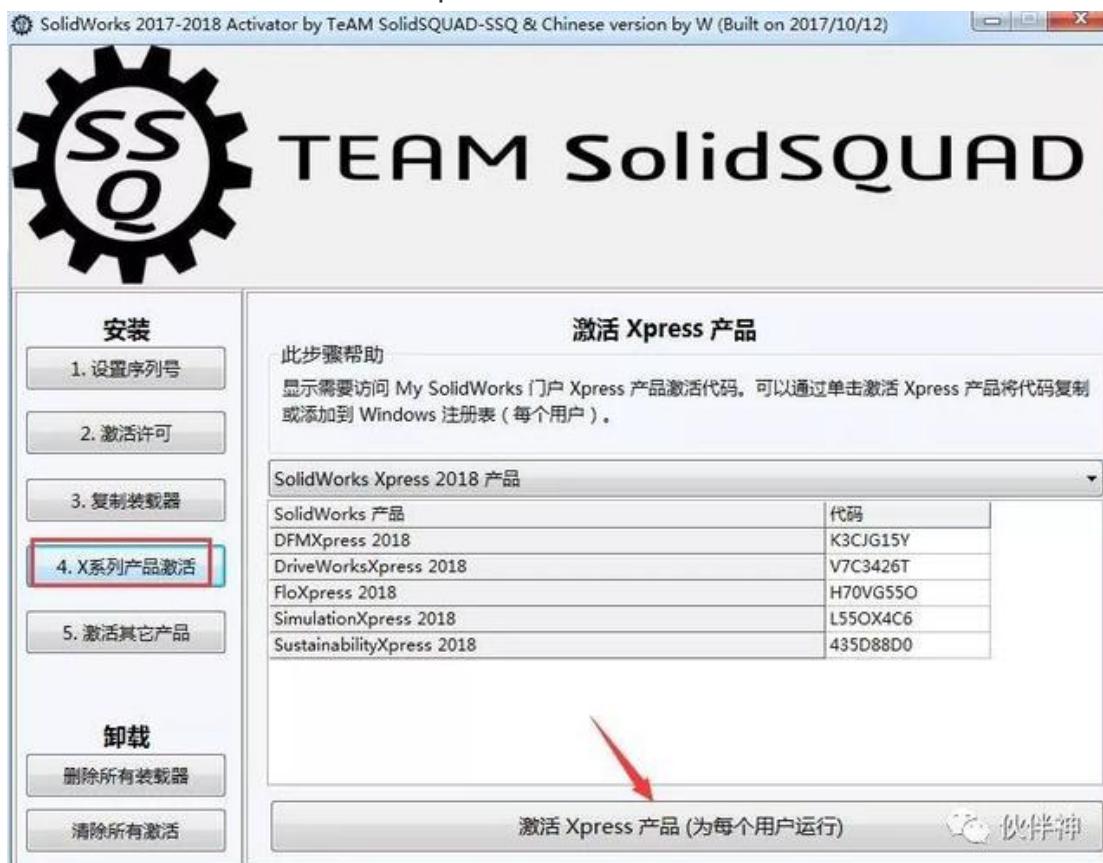 SolidWorks 2017-2018 Activator by TeAM SolidSQUAD-SSQ & Chinese version by W (Built on 2017/10/12)
SSQ
TEAM SolidSQUAD
安装
1. 设置序列号
2. 激活许可
3. 复制装载器
4. X系列产品激活
5. 激活其它产品
卸载
删除所有装载器
清除所有激活
激活 Xpress 产品
此步骤帮助
显示需要访问 My SolidWorks 门户 Xpress 产品激活代码。可以通过单击激活 Xpress 产品将代码复制
或添加到 Windows 注册表 ( 每个用户 ) 。
SolidWorks Xpress 2018 产品
SolidWorks 产品 代码
DFMXpress 2018 K3CJG15Y
DriveWorksXpress 2018 V7C3426T
FloXpress 2018 H70VG55O
SimulationXpress 2018 L55OX4C6
SustainabilityXpress 2018 435D88D0
激活 Xpress 产品 (为每个用户运行)
伙伴神